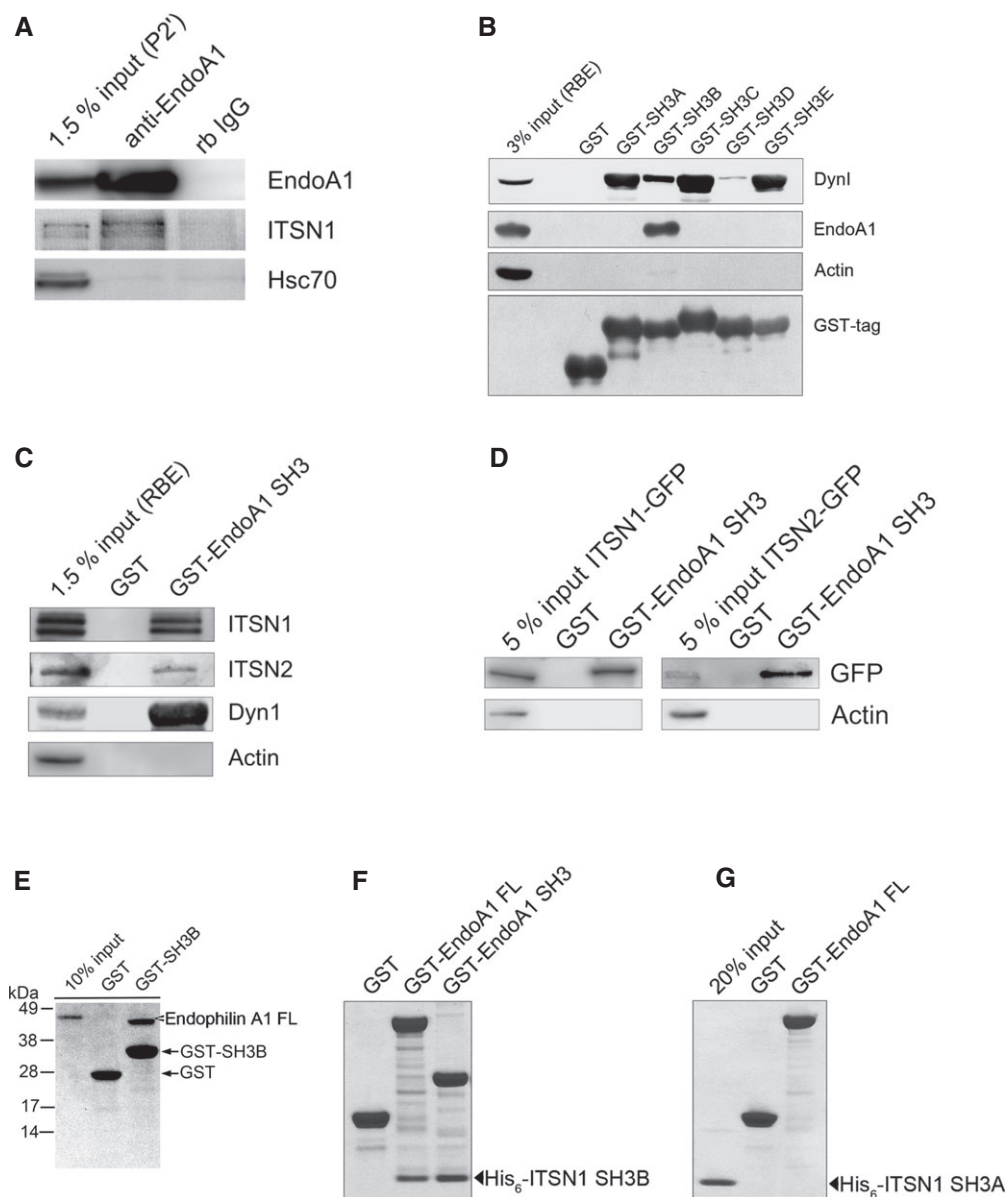 A
1.5 % input (P2')
anti-EndoA1
rb IgG
EndoA1
ITSN1
Hsc70
B
3% input (RBE)
GST
GST-SH3A
GST-SH3B
GST-SH3C
GST-SH3D
GST-SH3E
DynI
EndoA1
Actin
GST-tag
C
1.5 % input (RBE)
GST
GST-EndoA1 SH3
ITSN1
ITSN2
Dyn1
Actin
D
5 % input ITSN1-GFP
GST
GST-EndoA1 SH3
5 % input ITSN2-GFP
GST
GST-EndoA1 SH3
GFP
Actin
E
10% input
GST
GST-SH3B
kDa
49
38
28
17
14
Endophilin A1 FL
GST-SH3B
GST
F
GST
GST-EndoA1 FL
GST-EndoA1 SH3
His6-ITSN1 SH3B
G
20% input
GST
GST-EndoA1 FL
His6-ITSN1 SH3A